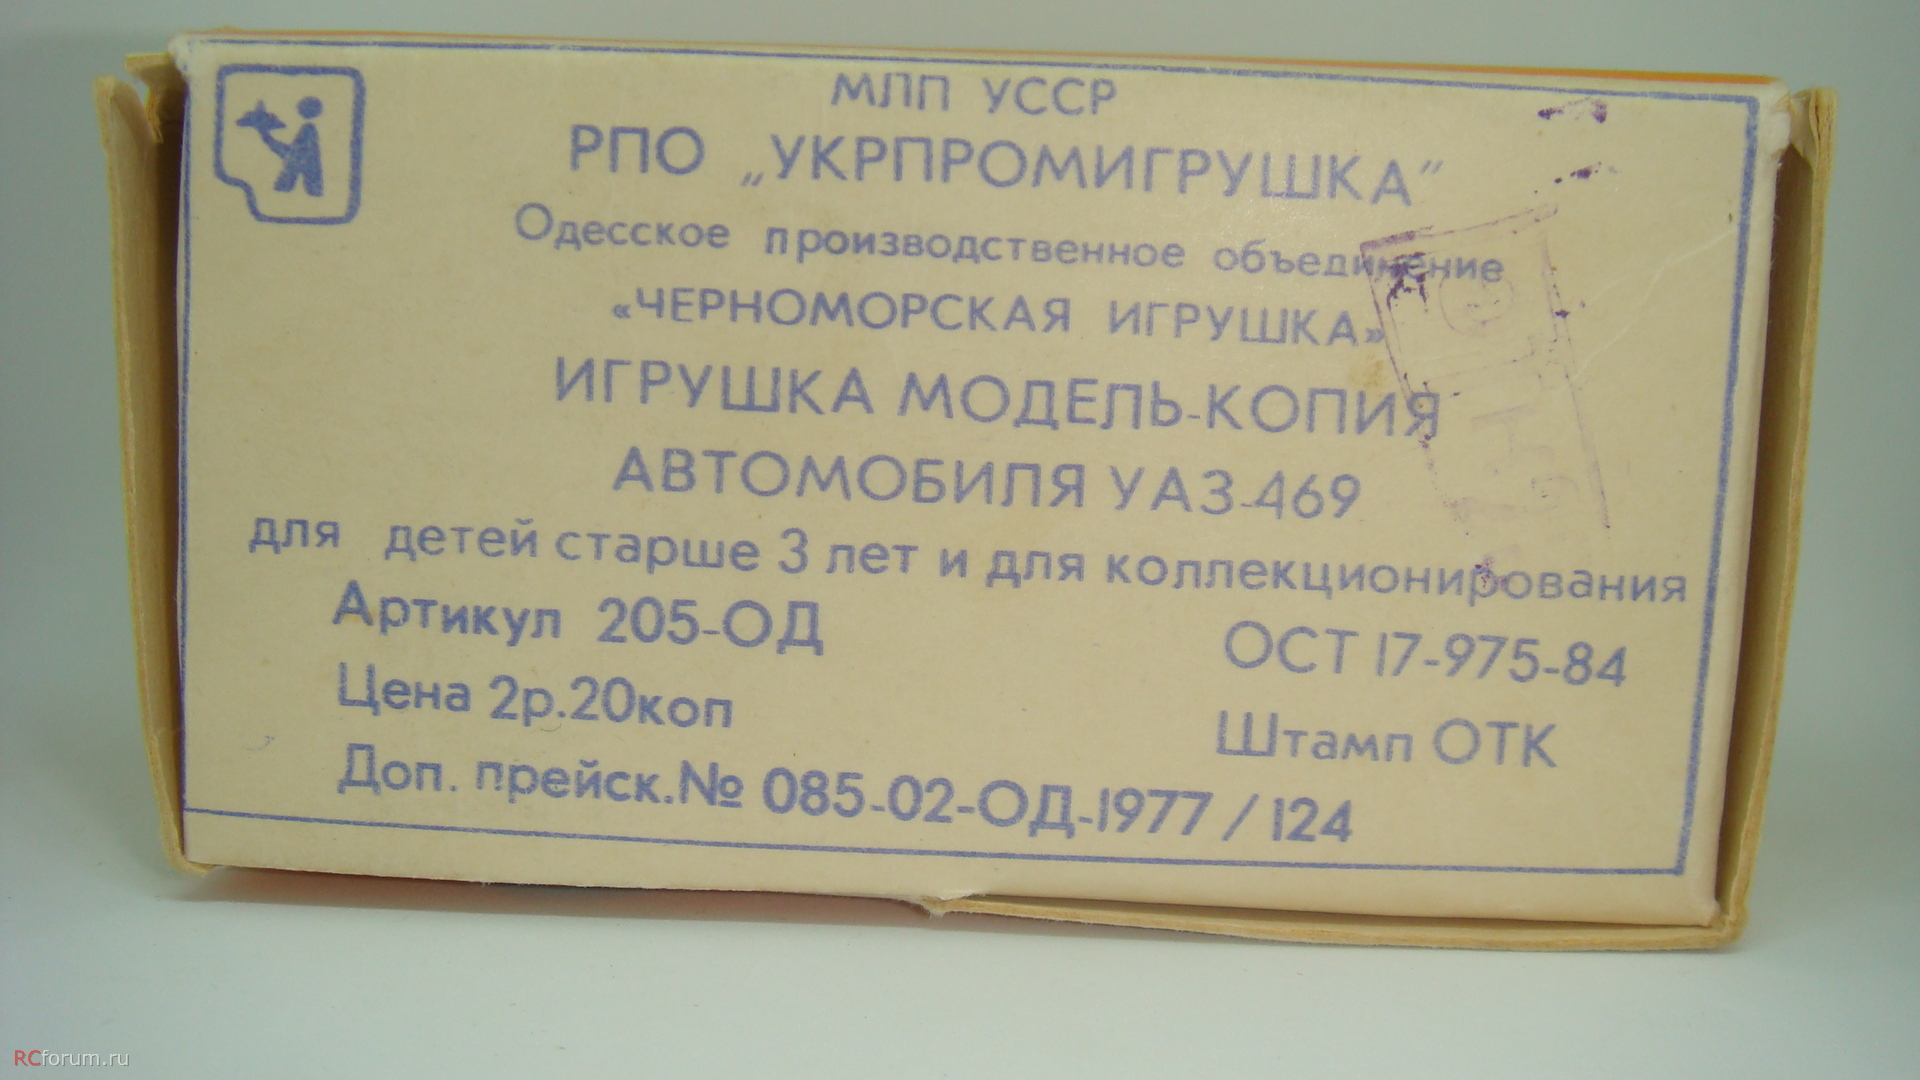 МЛП УССР
РПО „УКРПРОМИГРУШКА”
Одесское производственное объединение
«ЧЕРНОМОРСКАЯ ИГРУШКА»
ИГРУШКА МОДЕЛЬ-КОПИЯ
АВТОМОБИЛЯ УАЗ-469
для детей старше 3 лет и для коллекционирования
Артикул 205-ОД
ОСТ 17-975-84
Цена 2р.20коп
Штамп ОТК
Доп. прейск.№ 085-02-ОД-1977 / 124
RCforum.ru